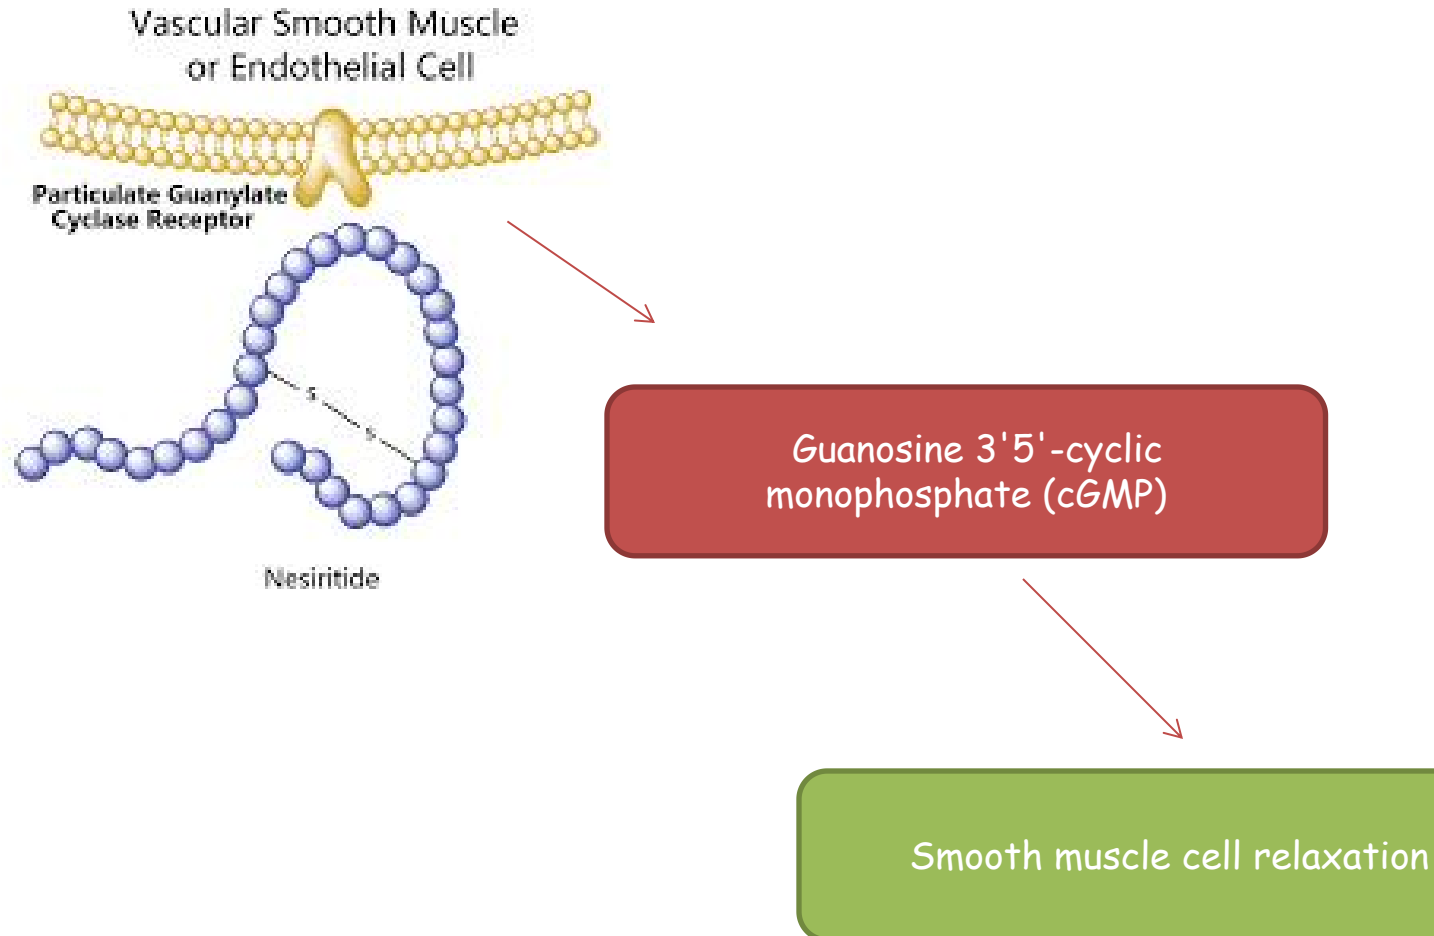 Vascular Smooth Muscle
or Endothelial Cell
Particulate Guanylate
Cyclase Receptor
S
S
Nesiritide
Guanosine 3'5'-cyclic
monophosphate (cGMP)
Smooth muscle cell relaxation